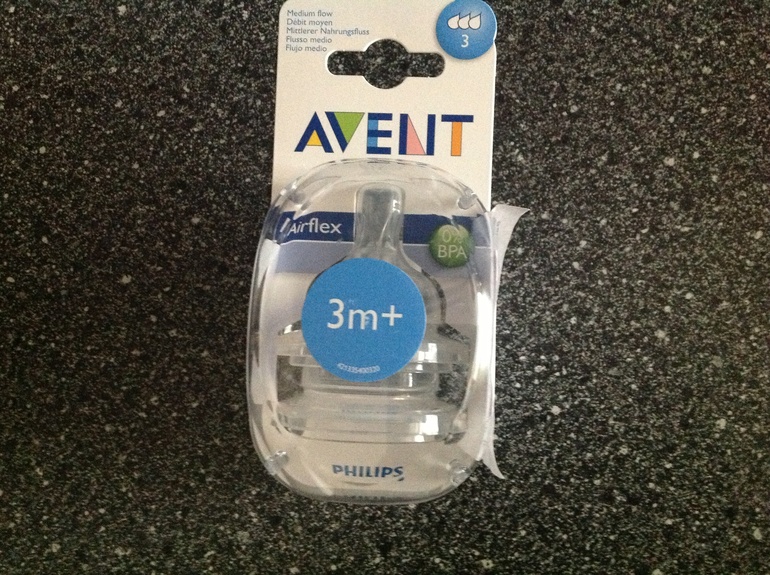 Medium flow
Débit moyen
Mittlerer Nahrungsfluss
Flusso medio
Flujo medio
3
AVENT
Airflex
0%
BPA
3m+
PHILIPS